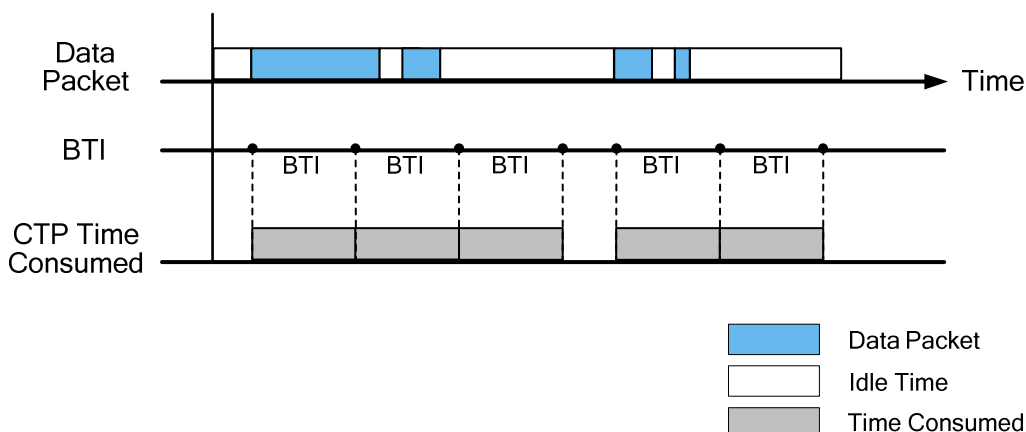 Data
Packet
Time
BTI
BTI
BTI
BTI
BTI
BTI
CTP Time
Consumed
Data Packet
Idle Time
Time Consumed